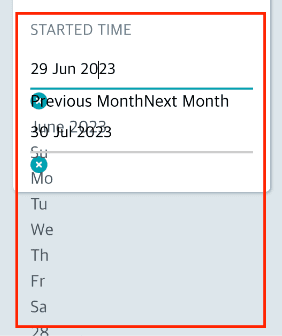 STARTED TIME
29 Jun 2023
Previous MonthNext Month
June 2023
30 Jul 2023
Su
Mo
Tu
We
Th
Fr
Sa
28